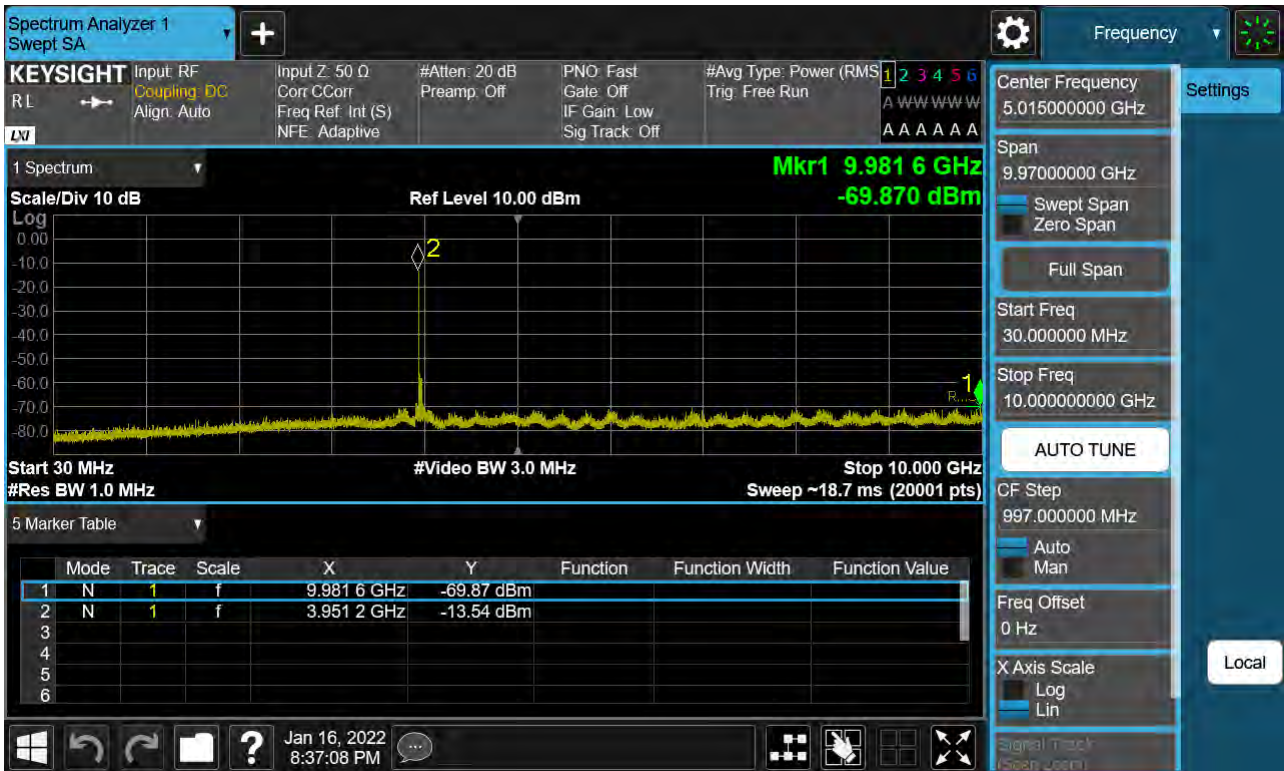 Spectrum Analyzer 1
Swept SA
+
Frequency
KEYSIGHT
RL
LXI
Input: RF
Coupling: DC
Align: Auto
Input Z: 50 Ω
Corr CCorr
Freq Ref: Int (S)
NFE: Adaptive
#Atten: 20 dB
Preamp: Off
PNO: Fast
Gate: Off
IF Gain: Low
Sig Track: Off
#Avg Type: Power (RMS
Trig: Free Run
1 2 3 4 5 6
A W W W W W
A A A A A A
1 Spectrum
Mkr1 9.981 6 GHz
-69.870 dBm
Scale/Div 10 dB
Ref Level 10.00 dBm
Log
0.00
-10.0
-20.0
-30.0
-40.0
-50.0
-60.0
-70.0
-80.0
2
1
Start 30 MHz
#Video BW 3.0 MHz
Stop 10.000 GHz
#Res BW 1.0 MHz
Sweep ~18.7 ms (20001 pts)
5 Marker Table
Mode Trace Scale X Y Function Function Width Function Value
1 N 1 f 9.981 6 GHz -69.87 dBm
2 N 1 f 3.951 2 GHz -13.54 dBm
3
4
5
6
?
Jan 16, 2022
8:37:08 PM
Center Frequency
5.015000000 GHz
Settings
Span
9.97000000 GHz
Swept Span
Zero Span
Full Span
Start Freq
30.000000 MHz
Stop Freq
10.000000000 GHz
AUTO TUNE
CF Step
997.000000 MHz
Auto
Man
Freq Offset
0 Hz
X Axis Scale
Log
Lin
Local
Signal Track
(Span Zoom)